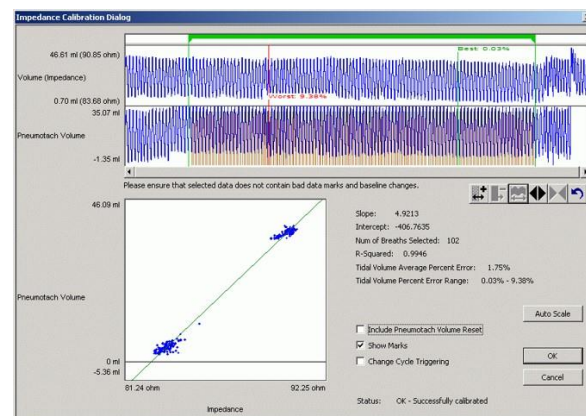 Impedance Calibration Dialog
46.61 ml (90.85 ohm)
Best 0.03%
Volume (Impedance)
Worst 9.38%
0.70 ml (83.68 ohm)
35.07 ml
Pneumotach Volume
-1.35 ml
Please ensure that selected data does not contain bad data marks and baseline changes.
46.09 ml
Slope: 4.9213
Intercept: -406.7635
Num of Breaths Selected: 102
R-Squared: 0.9946
Tidal Volume Average Percent Error: 1.75%
Tidal Volume Percent Error Range: 0.03% - 9.38%
Pneumotach Volume
Auto Scale
Include Pneumotach Volume Reset
Show Marks
Change Cycle Triggering
OK
0 ml
-5.36 ml
Cancel
81.24 ohm 92.25 ohm
Status: OK - Successfully calibrated
Impedance